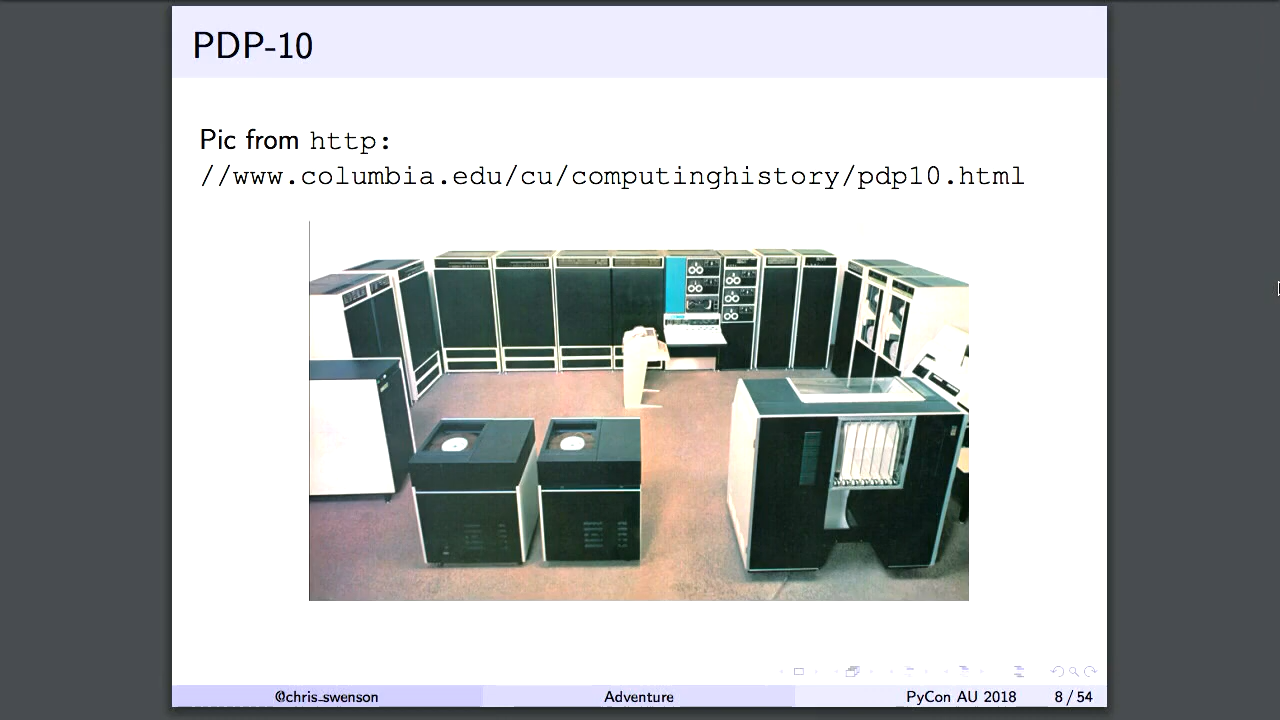 PDP-10
Pic from http:
//www.columbia.edu/cu/computinghistory/pdp10.html
@chris_swenson Adventure PyCon AU 2018 8 / 54